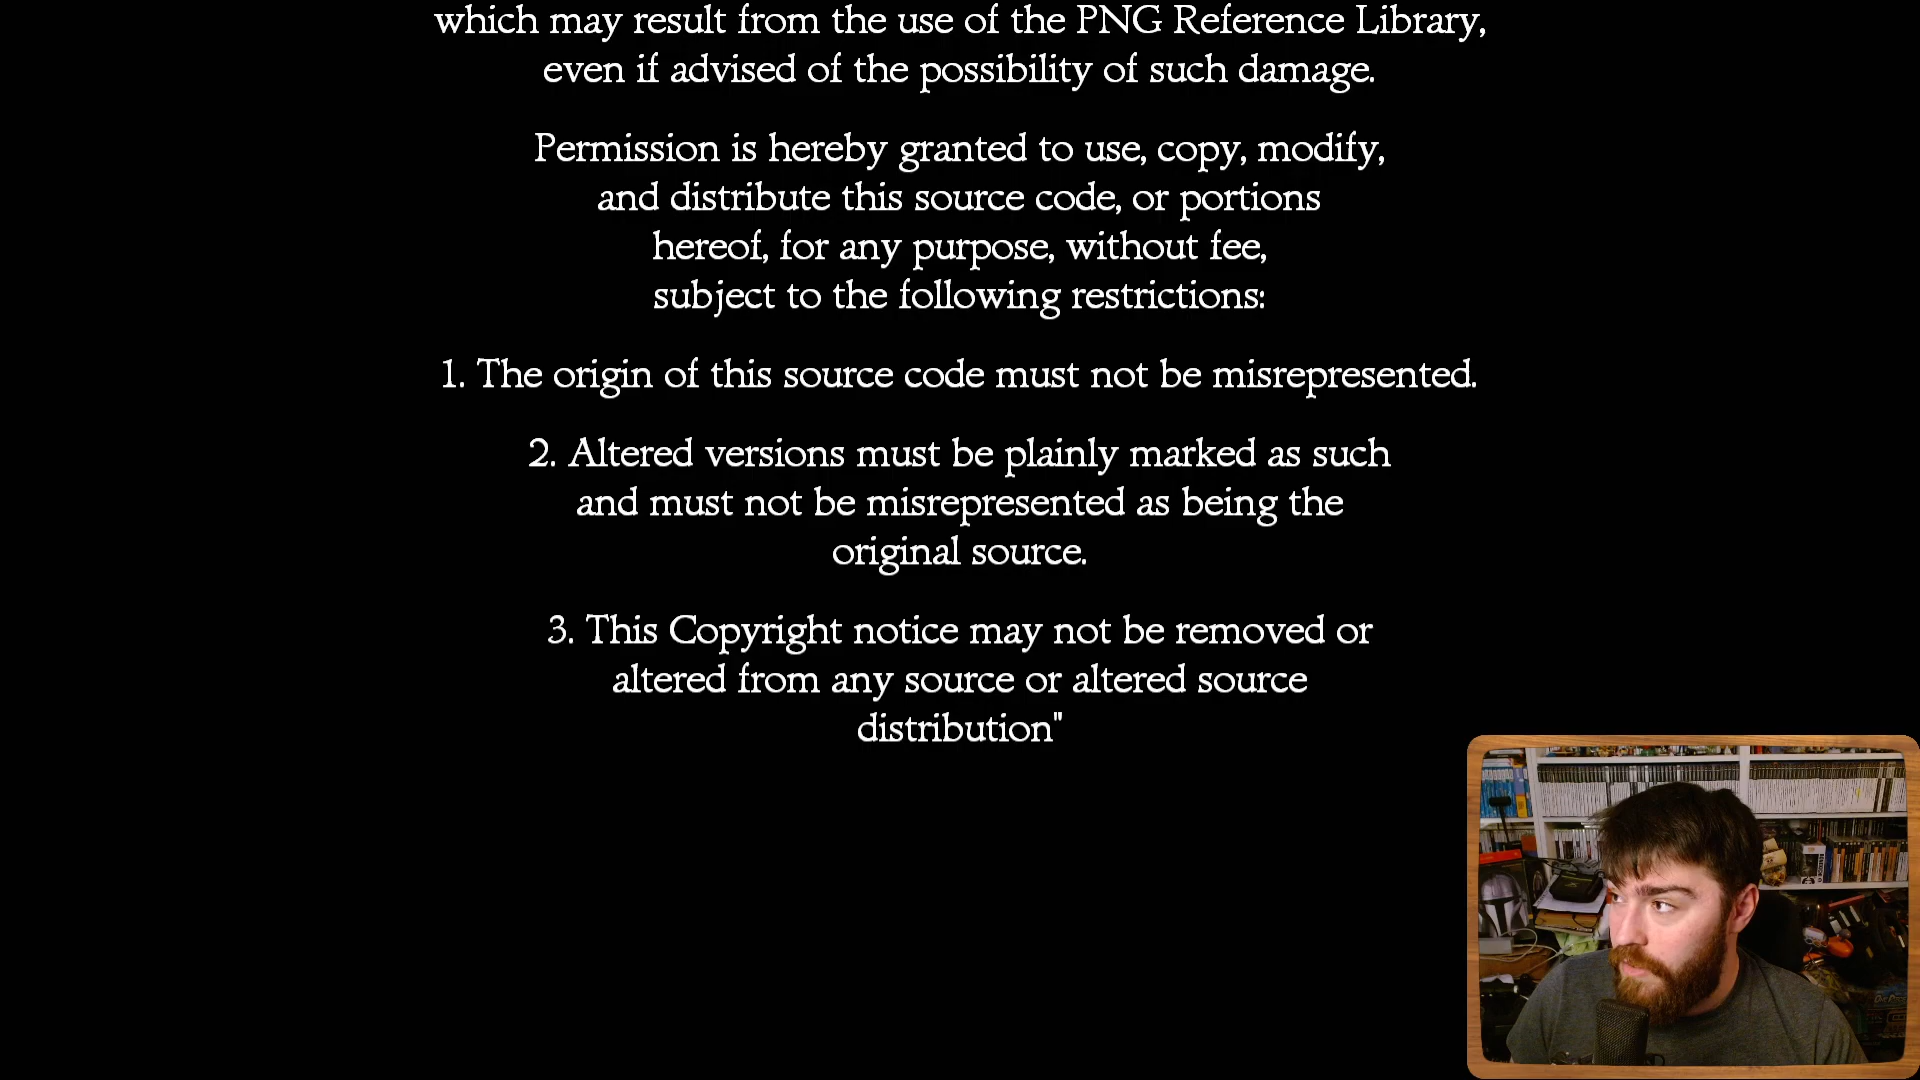 which may result from the use of the PNG Reference Library,
even if advised of the possibility of such damage.
Permission is hereby granted to use, copy, modify,
and distribute this source code, or portions
hereof, for any purpose, without fee,
subject to the following restrictions:
1. The origin of this source code must not be misrepresented.
2. Altered versions must be plainly marked as such
and must not be misrepresented as being the
original source.
3. This Copyright notice may not be removed or
altered from any source or altered source
distribution"